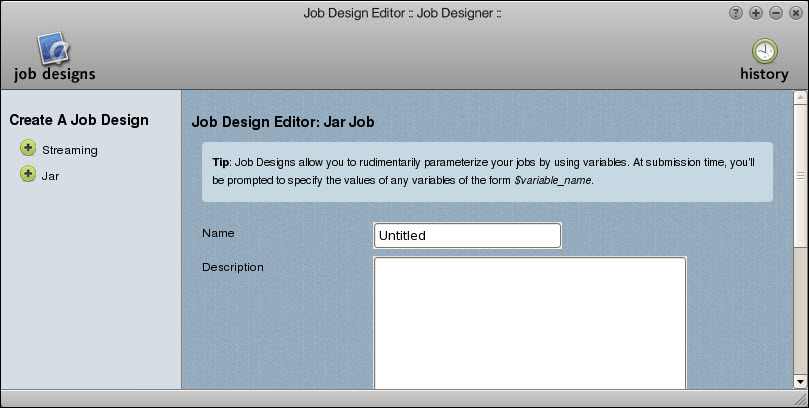 Job Design Editor :: Job Designer ::
job designs
history
Create A Job Design
Streaming
Jar
Job Design Editor: Jar Job
Tip: Job Designs allow you to rudimentarily parameterize your jobs by using variables. At submission time, you'll
be prompted to specify the values of any variables of the form $variable_name.
Name
Untitled
Description